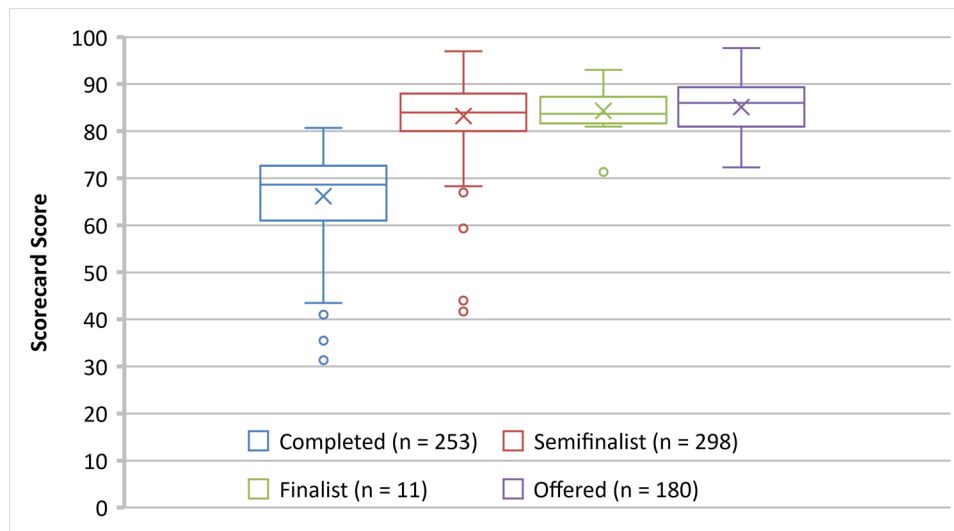 Scorecard Score
100
90
80
70
60
50
40
30
20
10
0
Completed (n = 253)
Semifinalist (n = 298)
Finalist (n = 11)
Offered (n = 180)